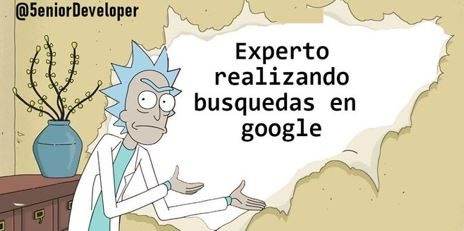 @5eniorDeveloper
Experto
realizando
busquedas en
google